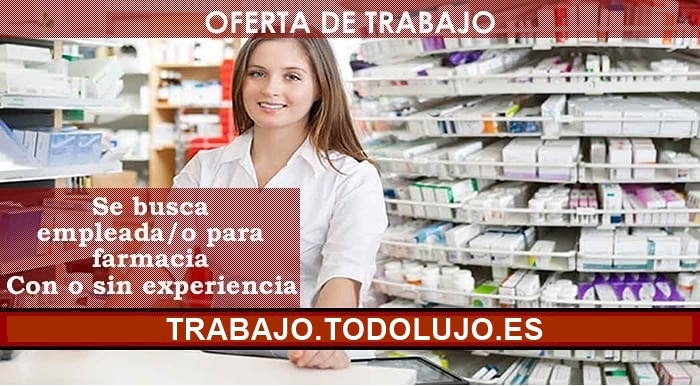 OFERTA DE TRABAJO
Se busca
empleada/o para
farmacia
Con o sin experiencia
TRABAJO.TODOLUJO.ES